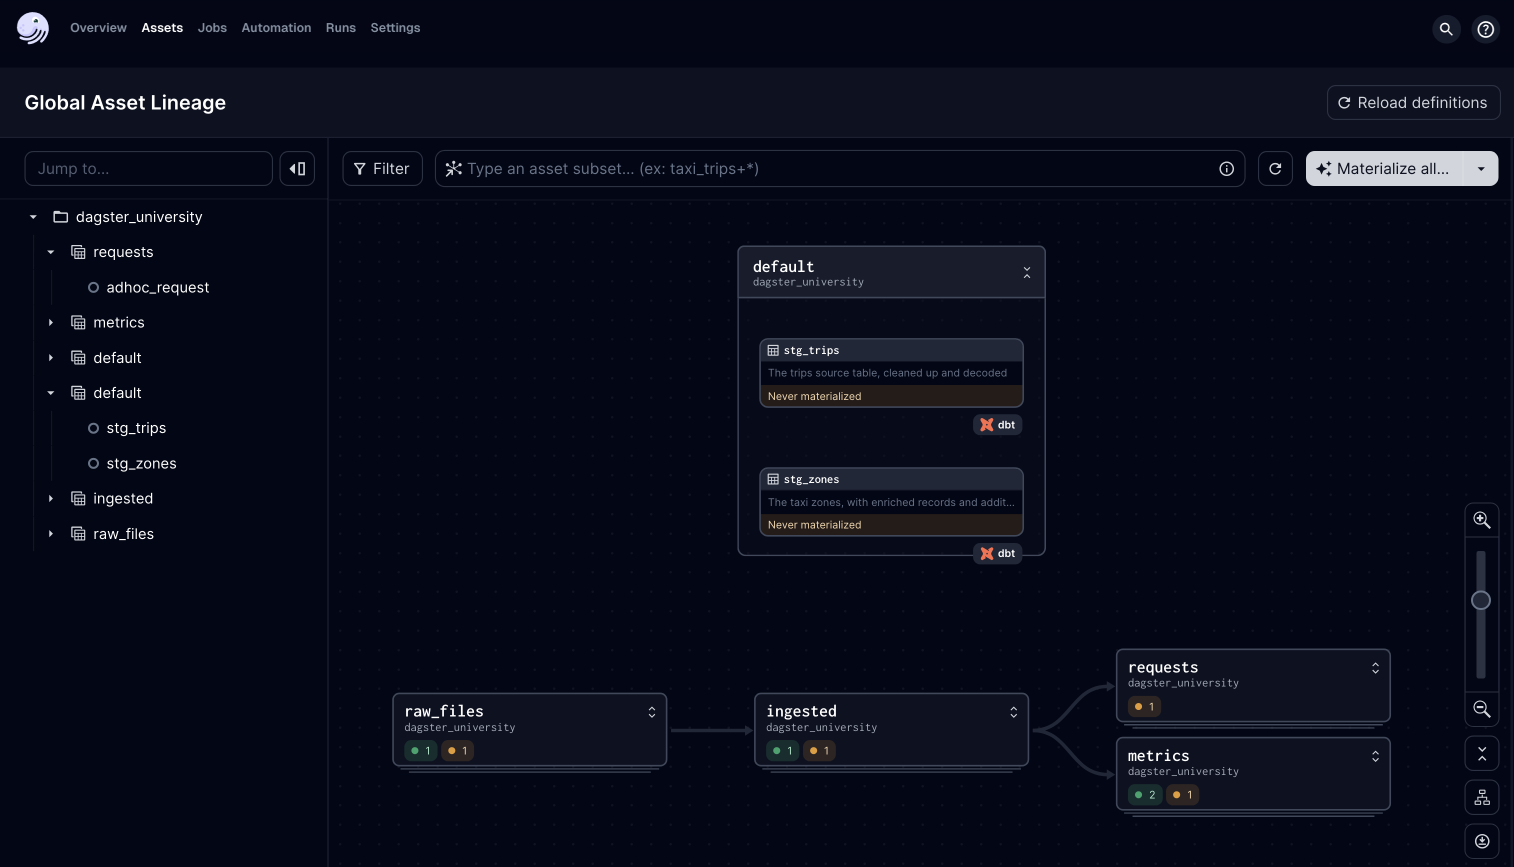 Overview Assets Jobs Automation Runs Settings
Global Asset Lineage
Reload definitions
Jump to...
Filter
Type an asset subset... (ex: taxi_trips+*)
Materialize all...
dagster_university
requests
adhoc_request
metrics
default
default
stg_trips
stg_zones
ingested
raw_files
default
dagster_university
stg_trips
The trips source table, cleaned up and decoded
Never materialized
dbt
stg_zones
The taxi zones, with enriched records and addit...
Never materialized
dbt
raw_files
dagster_university
1 1
ingested
dagster_university
1 1
requests
dagster_university
1
metrics
dagster_university
2 1